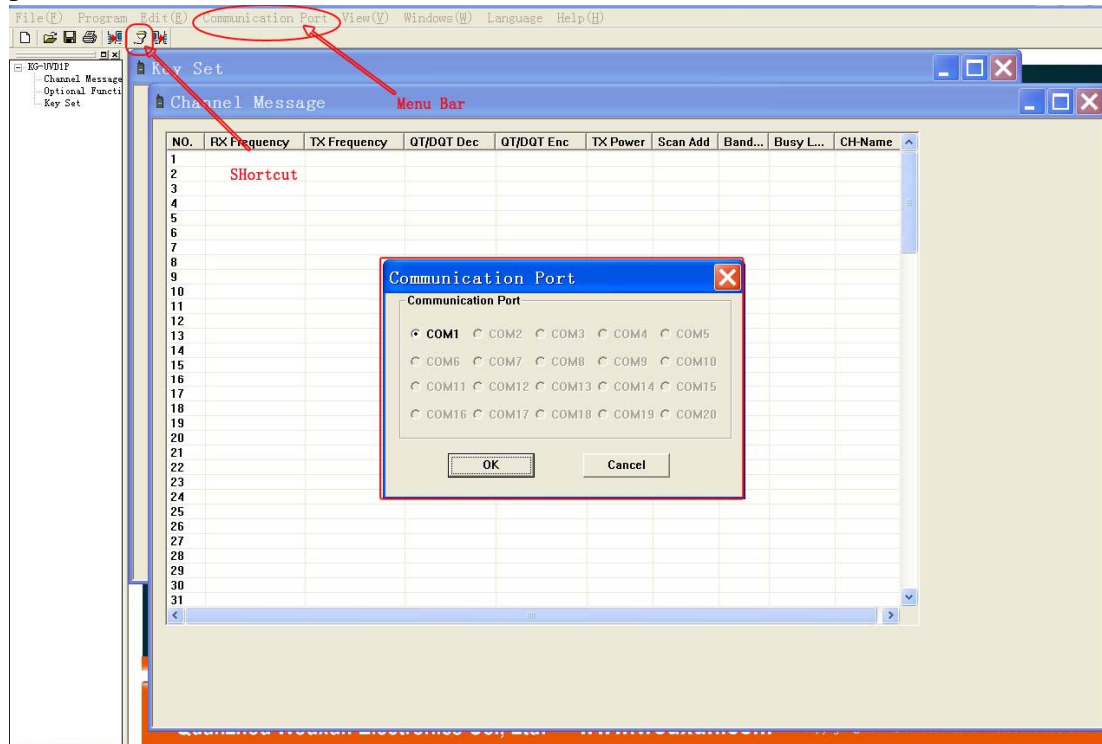 File(F) Program Edit(E) Communication Port View(V) Windows(W) Language Help(H)
KG-UVD1P
Channel Message
Optional Functi
Key Set
Key Set
Channel Message
Menu Bar
NO. RX Frequency TX Frequency QT/DQT Dec QT/DQT Enc TX Power Scan Add Band... Busy L... CH-Name
1
2
SHortcut
3
4
5
6
7
8
9
10
11
12
13
14
15
16
17
18
19
20
21
22
23
24
25
26
27
28
29
30
31
Communication Port
Communication Port
COM1 COM2 COM3 COM4 COM5
COM6 COM7 COM8 COM9 COM10
COM11 COM12 COM13 COM14 COM15
COM16 COM17 COM18 COM19 COM20
OK Cancel